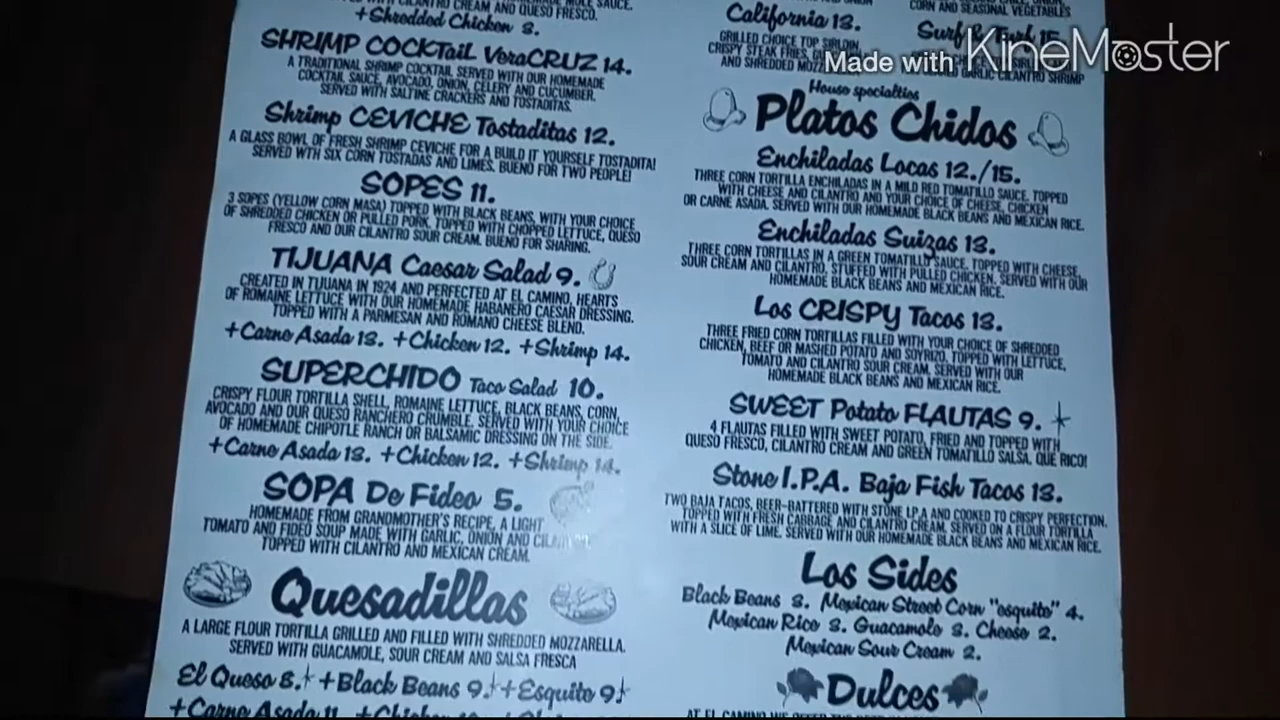 SERVED WITH CILANTRO CREAM AND QUESO FRESCO.
+Shredded Chicken 3.
SHRIMP COCKTAIL VeraCRUZ 14.
A TRADITIONAL SHRIMP COCKTAIL SERVED WITH OUR HOMEMADE
COCKTAIL SAUCE, AVOCADO, ONION, CELERY AND CUCUMBER.
SERVED WITH SALTINE CRACKERS AND TOSTADITAS.
Shrimp CEVICHE Tostaditas 12.
A GLASS BOWL OF FRESH SHRIMP CEVICHE FOR A BUILD IT YOURSELF TOSTADITA!
SERVED WTH SIX CORN TOSTADAS AND LIMES. BUENO FOR TWO PEOPLE!
SOPES 11.
3 SOPES (YELLOW CORN MASA) TOPPED WITH BLACK BEANS, WITH YOUR CHOICE
OF SHREDDED CHICKEN OR PULLED PORK. TOPPED WITH CHOPPED LETTUCE, QUESO
FRESCO AND OUR CILANTRO SOUR CREAM. BUENO FOR SHARING.
TIJUANA Caesar Salad 9.
CREATED IN TIJUANA IN 1924 AND PERFECTED AT EL CAMINO, HEARTS
OF ROMAINE LETTUCE WITH OUR HOMEMADE HABANERO CAESAR DRESSING.
TOPPED WITH A PARMESAN AND ROMANO CHEESE BLEND.
+Carne Asada 13. +Chicken 12. +Shrimp 14.
SUPERCHIDO Taco Salad 10.
CRISPY FLOUR TORTILLA SHELL, ROMAINE LETTUCE, BLACK BEANS, CORN,
AVOCADO AND OUR QUESO RANCHERO CRUMBLE. SERVED WITH YOUR CHOICE
OF HOMEMADE CHIPOTLE RANCH OR BALSAMIC DRESSING ON THE SIDE.
+Carne Asada 13. +Chicken 12. +Shrimp 14.
SOPA De Fideo 5.
HOMEMADE FROM GRANDMOTHER'S RECIPE, A LIGHT
TOMATO AND FIDEO SOUP MADE WITH GARLIC, ONION AND
TOPPED WITH CILANTRO AND MEXICAN CREAM.
Quesadillas
A LARGE FLOUR TORTILLA GRILLED AND FILLED WITH SHREDDED MOZZARELLA.
SERVED WITH GUACAMOLE, SOUR CREAM AND SALSA FRESCA
El Queso 8. +Black Beans 9. +Esquite 9.
+Carne Asada 11.
CORN AND SEASONAL VEGETABLES
California 13.
GRILLED CHOICE TOP SIRLOIN,
CRISPY STEAK FRIES,
AND SHREDDED
Surf Turf 15.
GARLIC CILANTRO SHRIMP
Made with KineMaster
House specialties
Platos Chidos
Enchiladas Locas 12./15.
THREE CORN TORTILLA ENCHILADAS IN A MILD RED TOMATILLO SAUCE, TOPPED
WITH CHEESE AND CILANTRO AND YOUR CHOICE OF CHEESE, CHICKEN
OR CARNE ASADA. SERVED WITH OUR HOMEMADE BLACK BEANS AND MEXICAN RICE.
Enchiladas Suizas 13.
THREE CORN TORTILLAS IN A GREEN TOMATILLO SAUCE, TOPPED WITH CHEESE,
SOUR CREAM AND CILANTRO, STUFFED WITH PULLED CHICKEN. SERVED WITH OUR
HOMEMADE BLACK BEANS AND MEXICAN RICE.
Los CRISPY Tacos 13.
THREE FRIED CORN TORTILLAS FILLED WITH YOUR CHOICE OF SHREDDED
CHICKEN, BEEF OR MASHED POTATO AND SOYRIZO, TOPPED WITH LETTUCE,
TOMATO AND CILANTRO SOUR CREAM. SERVED WITH OUR
HOMEMADE BLACK BEANS AND MEXICAN RICE.
SWEET Potato FLAUTAS 9.
4 FLAUTAS FILLED WITH SWEET POTATO, FRIED AND TOPPED WITH
QUESO FRESCO, CILANTRO CREAM AND GREEN TOMATILLO SALSA. QUE RICO!
Stone I.P.A. Baja Fish Tacos 13.
TWO BAJA TACOS, BEER-BATTERED WITH STONE I.P.A AND COOKED TO CRISPY PERFECTION.
TOPPED WITH FRESH CABBAGE AND CILANTRO CREAM. SERVED ON A FLOUR TORTILLA
WITH A SLICE OF LIME. SERVED WITH OUR HOMEMADE BLACK BEANS AND MEXICAN RICE.
Los Sides
Black Beans 3. Mexican Street Corn "esquite" 4.
Mexican Rice 3. Guacamole 3. Cheese 2.
Mexican Sour Cream 2.
Dulces